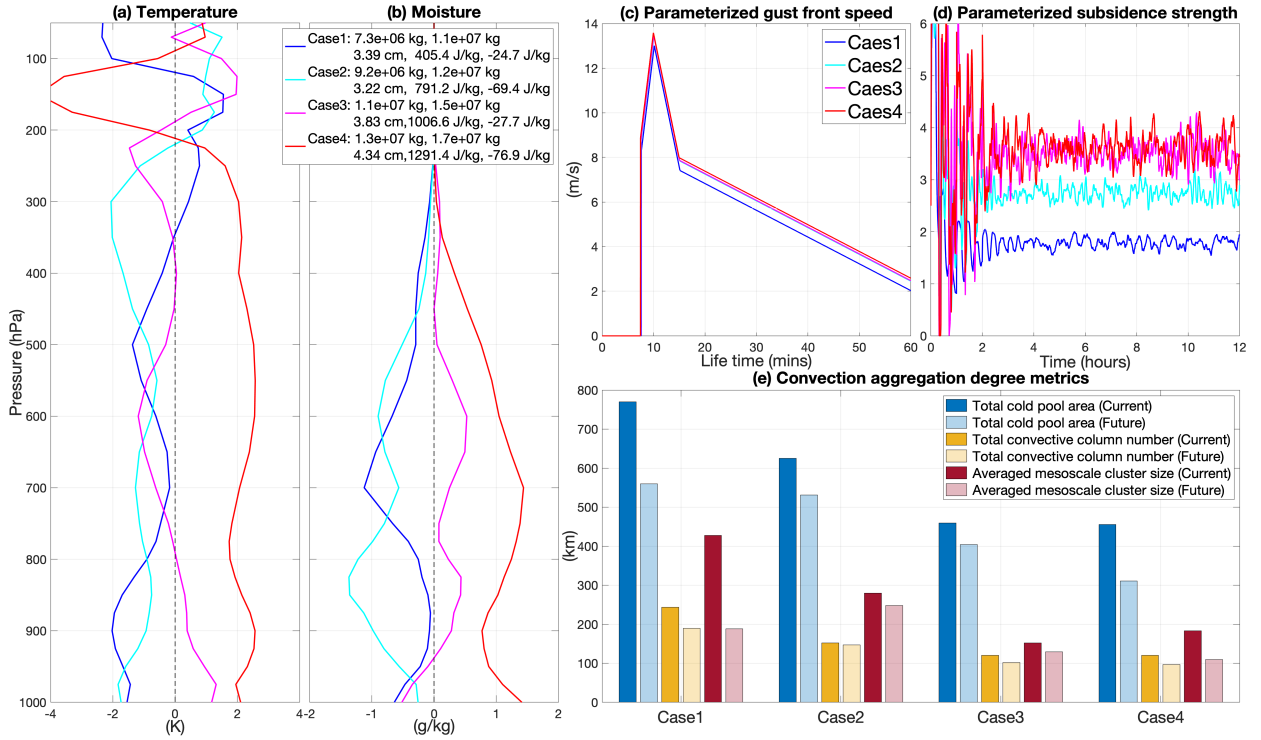 (a) Temperature
100
200
300
400
500
600
700
800
900
1000
Pressure (hPa)
-4
-2
0
2
4
(K)
(b) Moisture
Case1: 7.3e+06 kg, 1.1e+07 kg
3.39 cm, 405.4 J/kg, -24.7 J/kg
Case2: 9.2e+06 kg, 1.2e+07 kg
3.22 cm, 791.2 J/kg, -69.4 J/kg
Case3: 1.1e+07 kg, 1.5e+07 kg
3.83 cm,1006.6 J/kg, -27.7 J/kg
Case4: 1.3e+07 kg, 1.7e+07 kg
4.34 cm,1291.4 J/kg, -76.9 J/kg
-2
-1
0
1
2
(g/kg)
(c) Parameterized gust front speed
14
12
10
8
6
4
2
0
(m/s)
Caes1
Caes2
Caes3
Caes4
0
10
20
30
40
50
60
Life time (mins)
(d) Parameterized subsidence strength
6
5
4
3
2
1
0
0
2
4
6
8
10
12
Time (hours)
(e) Convection aggregation degree metrics
800
700
600
500
400
300
200
100
0
(km)
Total cold pool area (Current)
Total cold pool area (Future)
Total convective column number (Current)
Total convective column number (Future)
Averaged mesoscale cluster size (Current)
Averaged mesoscale cluster size (Future)
Case1
Case2
Case3
Case4